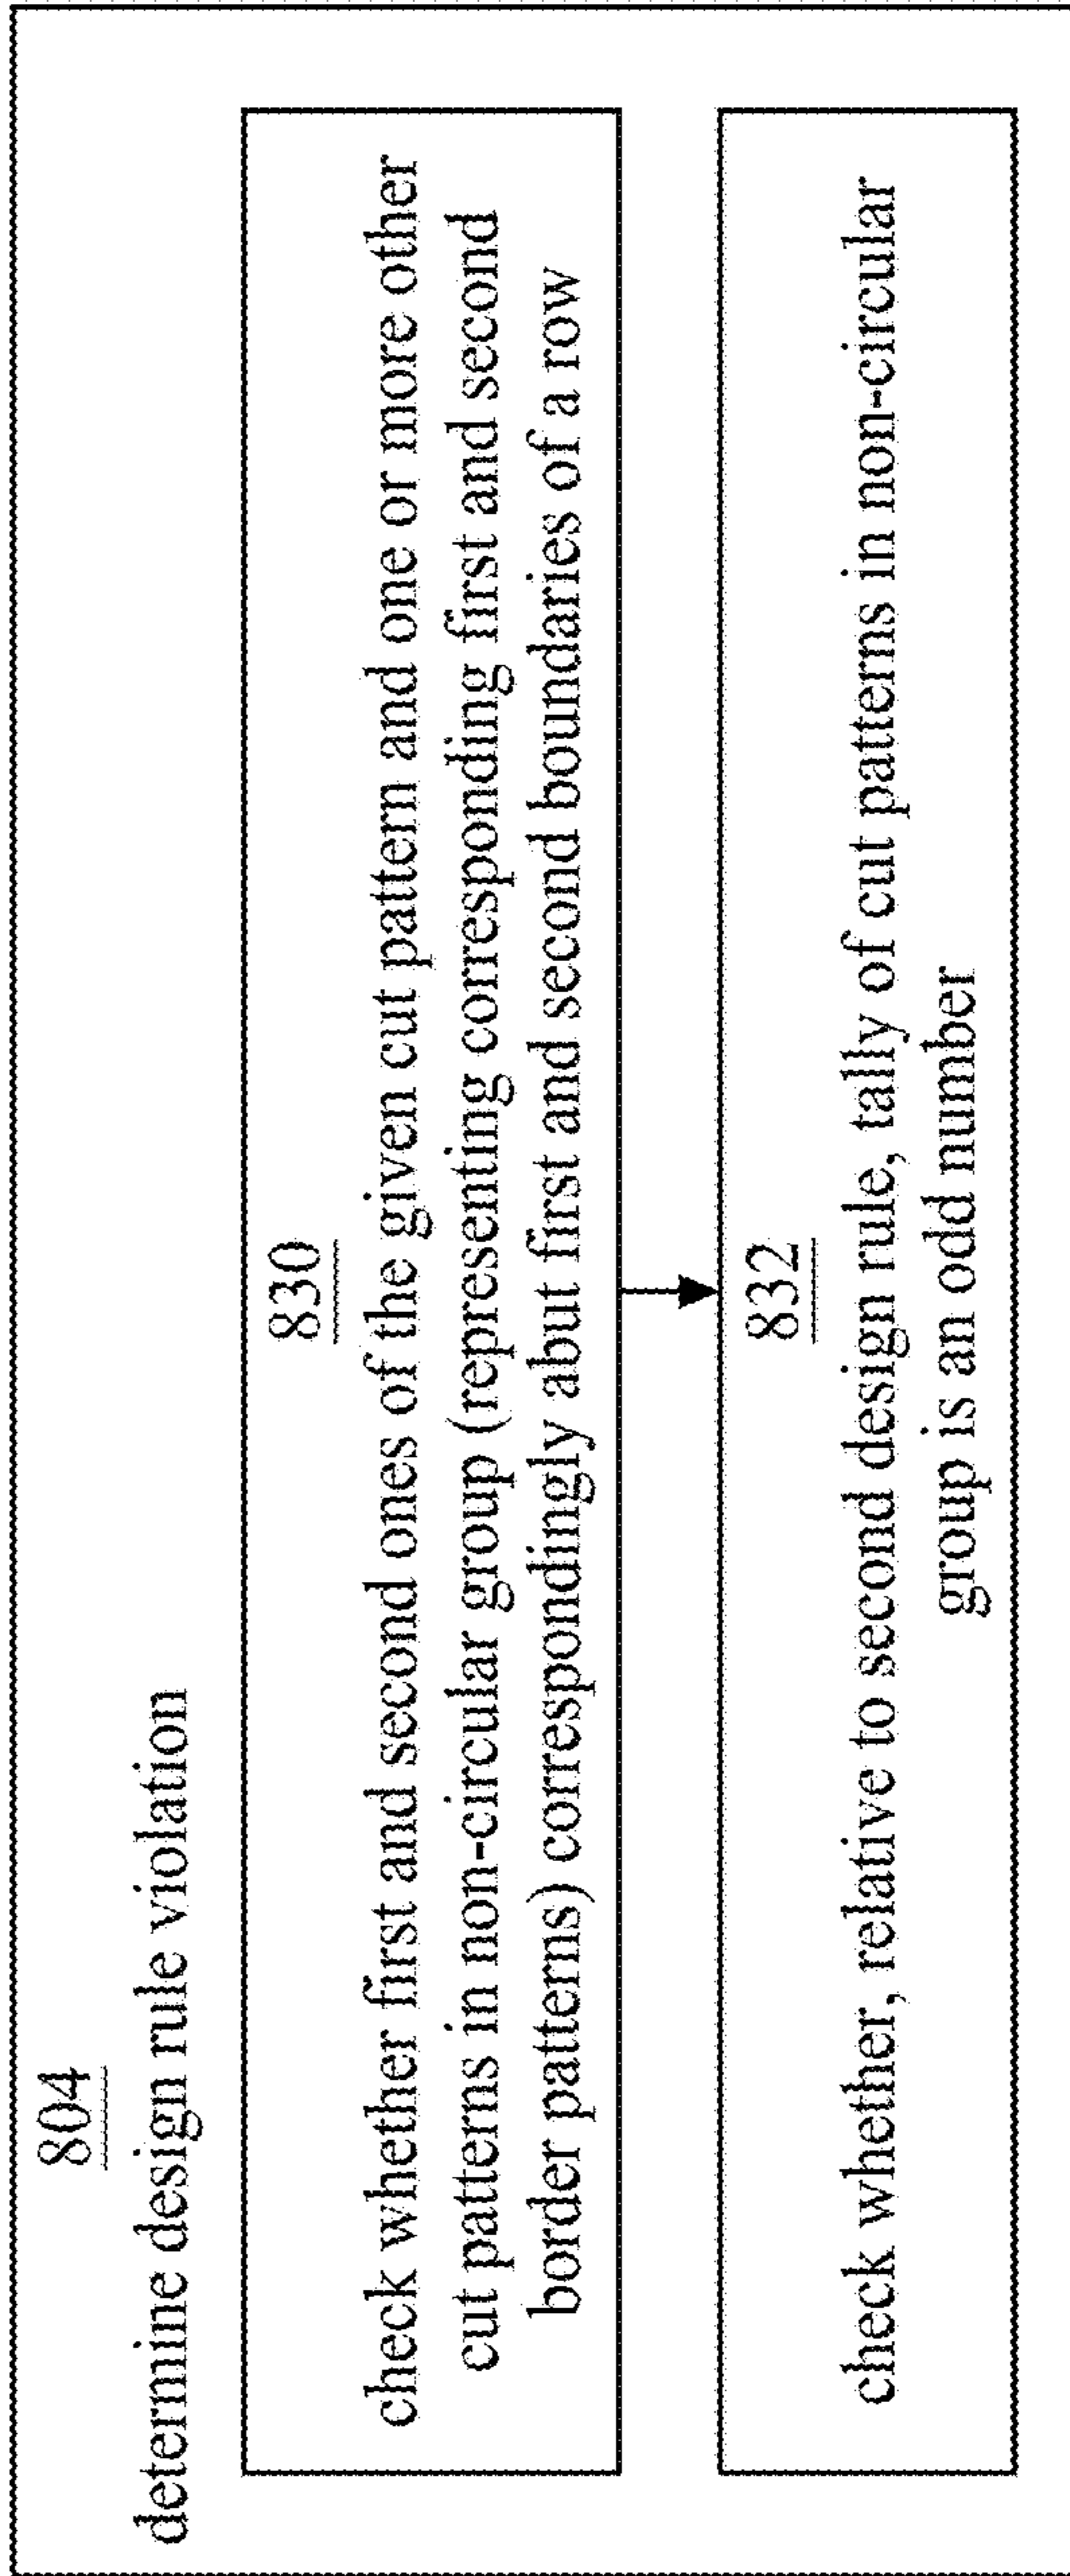 804
determine design rule violation
830
check whether first and second ones of the given cut pattern and one or more other
cut patterns in non-circular group (representing corresponding first and second
border patterns) correspondingly abut first and second boundaries of a row
832
check whether, relative to second design rule, tally of cut patterns in non-circular
group is an odd number